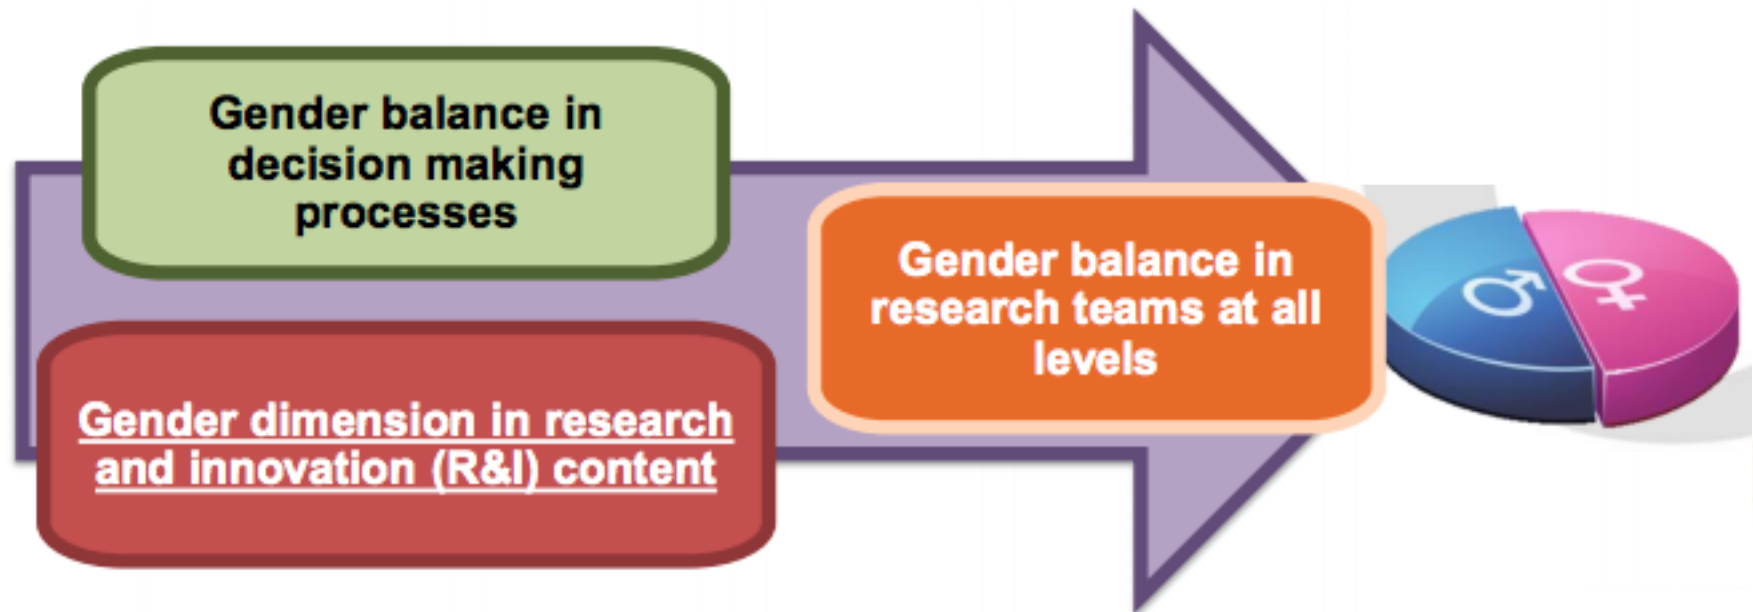 Gender balance in
decision making
processes
Gender dimension in research
and innovation (R&I) content
Gender balance in
research teams at all
levels